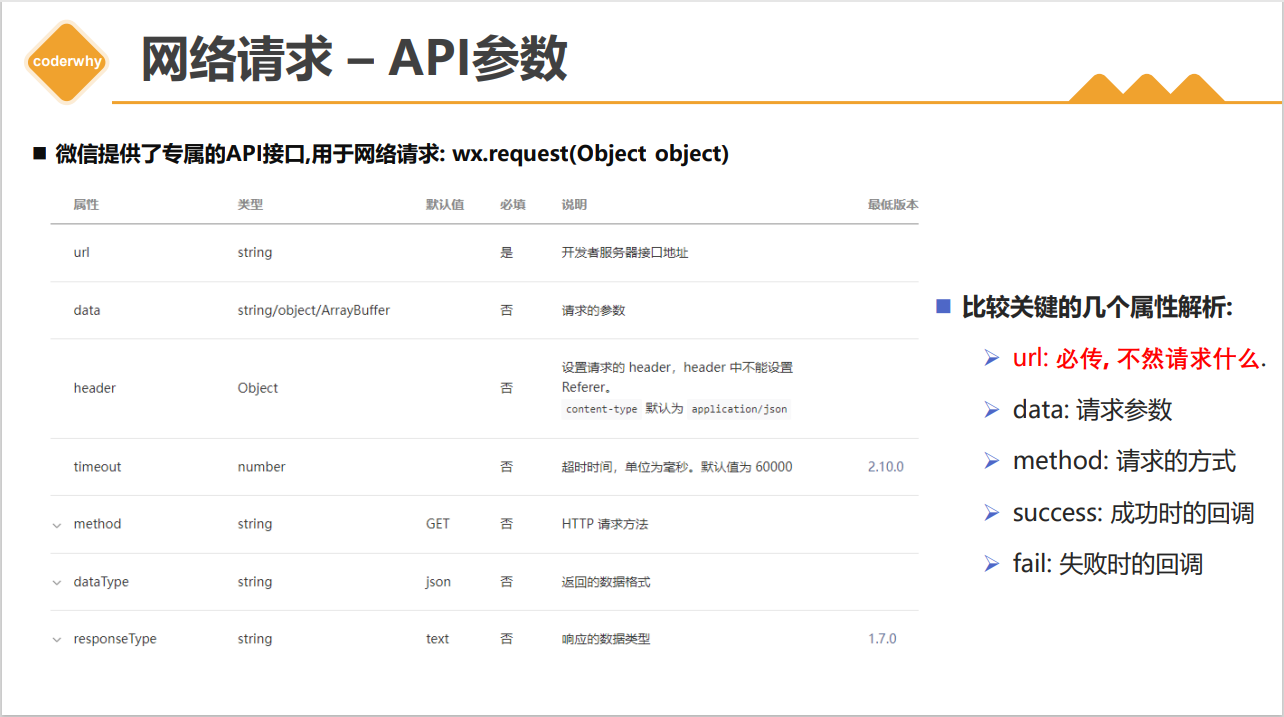 coderwhy
网络请求 – API参数
微信提供了专属的API接口,用于网络请求: wx.request(Object object)
属性 类型 默认值 必填 说明 最低版本
url string 是 开发者服务器接口地址
data string/object/ArrayBuffer 否 请求的参数
header Object 否 设置请求的 header，header 中不能设置
Referer。
content-type 默认为 application/json
timeout number 否 超时时间，单位为毫秒。默认值为 60000 2.10.0
method string GET 否 HTTP 请求方法
dataType string json 否 返回的数据格式
responseType string text 否 响应的数据类型 1.7.0
比较关键的几个属性解析:
url: 必传, 不然请求什么.
data: 请求参数
method: 请求的方式
success: 成功时的回调
fail: 失败时的回调